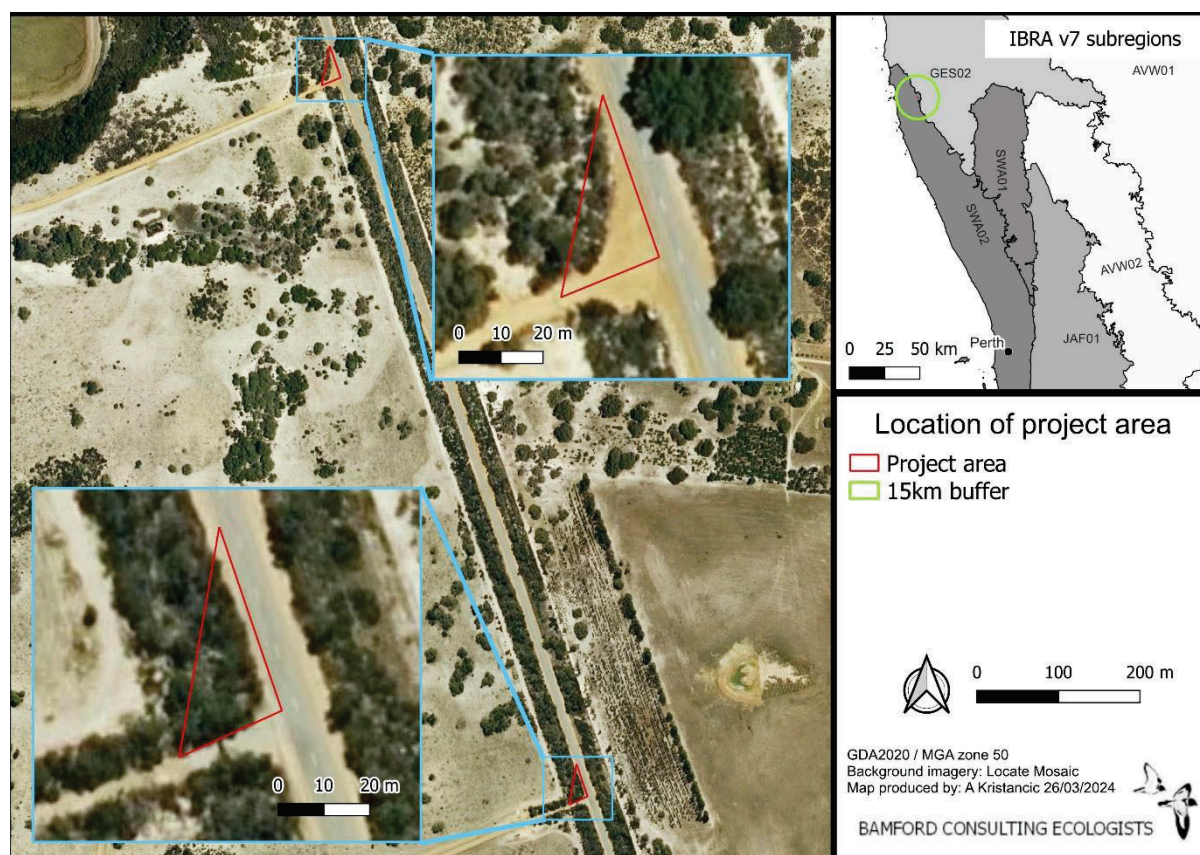 0 10 20 m
0 10 20 m
IBRA v7 subregions
GES02
AVW01
SWA01
SWA02
AVW02
JAF01
Perth
0 25 50 km
Location of project area
Project area
15km buffer
0 100 200 m
GDA2020 / MGA zone 50
Background imagery: Locate Mosaic
Map produced by: A Kristancic 26/03/2024
BAMFORD CONSULTING ECOLOGISTS